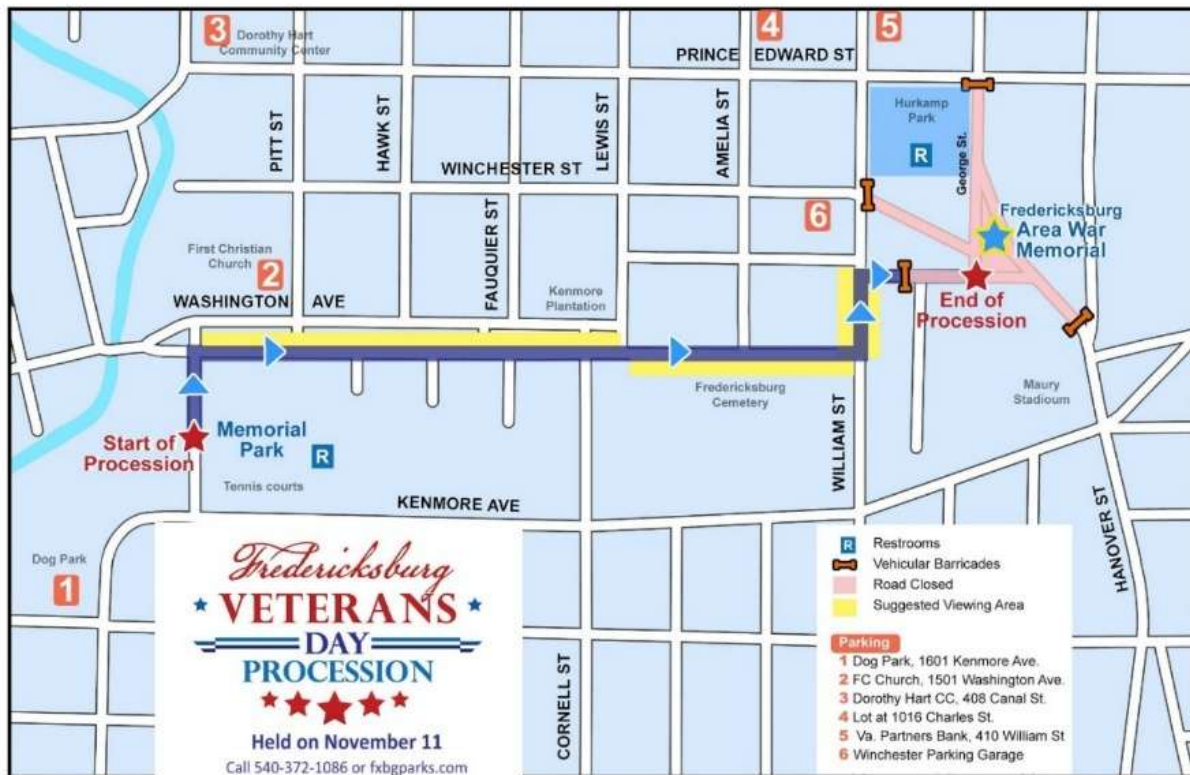 3
Dorothy Hart
Community Center
4
5
PRINCE EDWARD ST
PITT ST
HAWK ST
LEWIS ST
AMELIA ST
Hurkamp
Park
R
George St.
WINCHESTER ST
FAUQUIER ST
6
Fredericksburg
Area War
Memorial
First Christian
Church
2
WASHINGTON AVE
Kenmore
Plantation
End of
Procession
Fredericksburg
Cemetery
Maury
Stadioum
WILLIAM ST
Start of
Procession
Memorial
Park
R
Tennis courts
KENMORE AVE
HANOVER ST
Dog Park
1
CORNELL ST
Fredericksburg
VETERANS
DAY
PROCESSION
Held on November 11
Call 540-372-1086 or fxbgparks.com
R Restrooms
Vehicular Barricades
Road Closed
Suggested Viewing Area
Parking
1 Dog Park, 1601 Kenmore Ave.
2 FC Church, 1501 Washington Ave.
3 Dorothy Hart CC, 408 Canal St.
4 Lot at 1016 Charles St.
5 Va. Partners Bank, 410 William St
6 Winchester Parking Garage